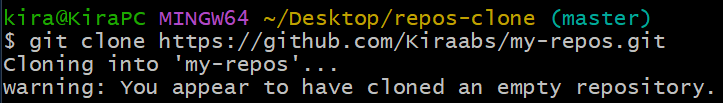 kira@KiraPC MINGW64 ~/Desktop/repos-clone (master)
$ git clone https://github.com/Kiraabs/my-repos.git
Cloning into 'my-repos'...
warning: You appear to have cloned an empty repository.